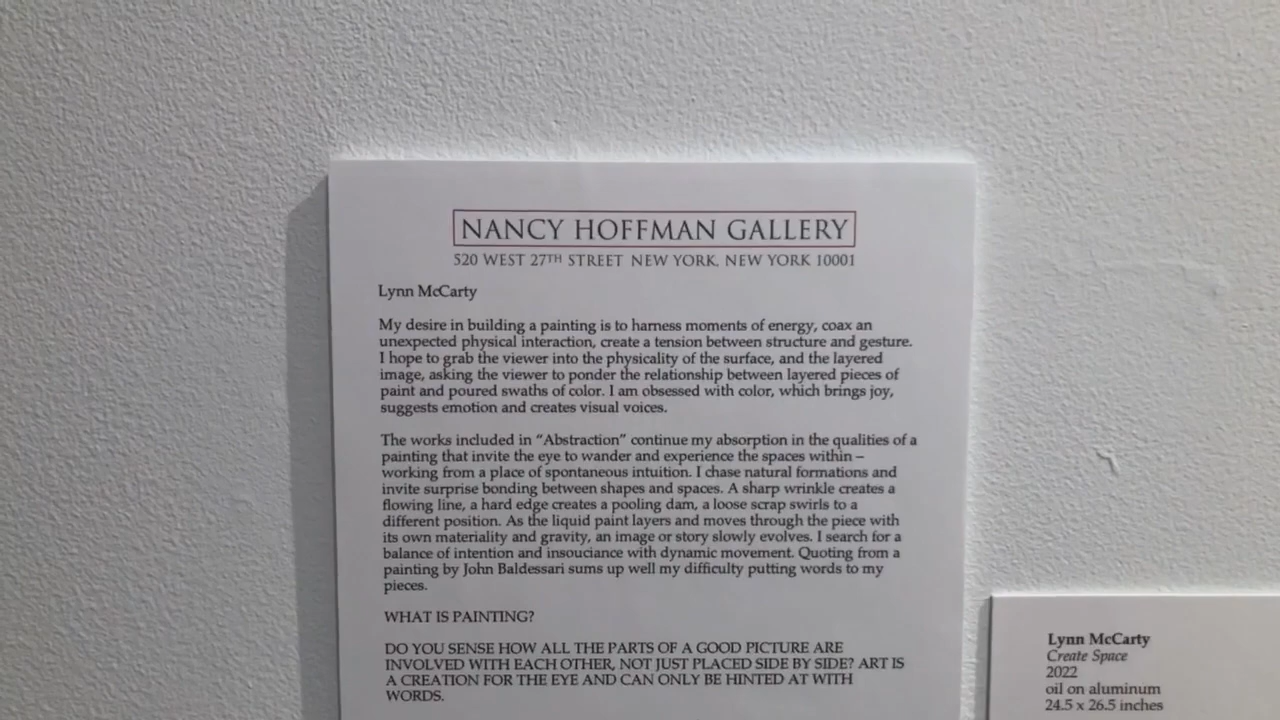 NANCY HOFFMAN GALLERY
520 WEST 27TH STREET NEW YORK, NEW YORK 10001
Lynn McCarty
My desire in building a painting is to harness moments of energy, coax an
unexpected physical interaction, create a tension between structure and gesture.
I hope to grab the viewer into the physicality of the surface, and the layered
image, asking the viewer to ponder the relationship between layered pieces of
paint and poured swaths of color. I am obsessed with color, which brings joy,
suggests emotion and creates visual voices.
The works included in “Abstraction” continue my absorption in the qualities of a
painting that invite the eye to wander and experience the spaces within –
working from a place of spontaneous intuition. I chase natural formations and
invite surprise bonding between shapes and spaces. A sharp wrinkle creates a
flowing line, a hard edge creates a pooling dam, a loose scrap swirls to a
different position. As the liquid paint layers and moves through the piece with
its own materiality and gravity, an image or story slowly evolves. I search for a
balance of intention and insouciance with dynamic movement. Quoting from a
painting by John Baldessari sums up well my difficulty putting words to my
pieces.
WHAT IS PAINTING?
DO YOU SENSE HOW ALL THE PARTS OF A GOOD PICTURE ARE
INVOLVED WITH EACH OTHER, NOT JUST PLACED SIDE BY SIDE? ART IS
A CREATION FOR THE EYE AND CAN ONLY BE HINTED AT WITH
WORDS.
Lynn McCarty
Create Space
2022
oil on aluminum
24.5 x 26.5 inches